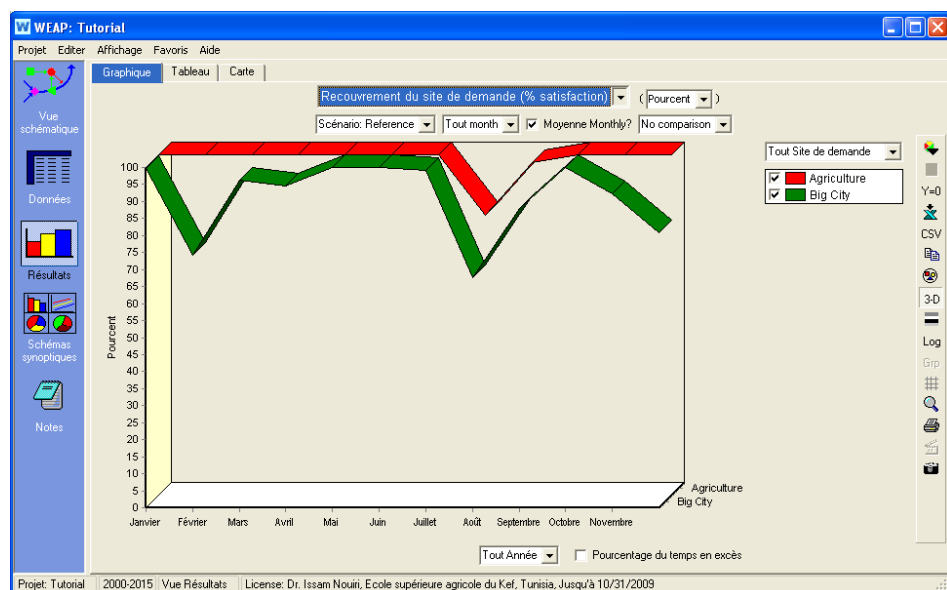 WEAP: Tutorial
Projet Editer Affichage Favoris Aide
Graphique Tableau Carte
Recouvrement du site de demande (% satisfaction) ( Pourcent )
Scénario: Reference Tout month Moyenne Monthly? No comparison
Vue schématique
Données
Résultats
Schémas synoptiques
Notes
Tout Site de demande
Agriculture
Big City
Y=0
CSV
3-D
Log
Grp
Pourcent
100
95
90
85
80
75
70
65
60
55
50
45
40
35
30
25
20
15
10
5
0
Agriculture
Big City
Janvier Février Mars Avril Mai Juin Juillet Août Septembre Octobre Novembre
Tout Année Pourcentage du temps en excès
Projet: Tutorial 2000-2015 Vue Résultats License: Dr. Issam Nouiri, Ecole supérieure agricole du Kef, Tunisia, Jusqu'à 10/31/2009